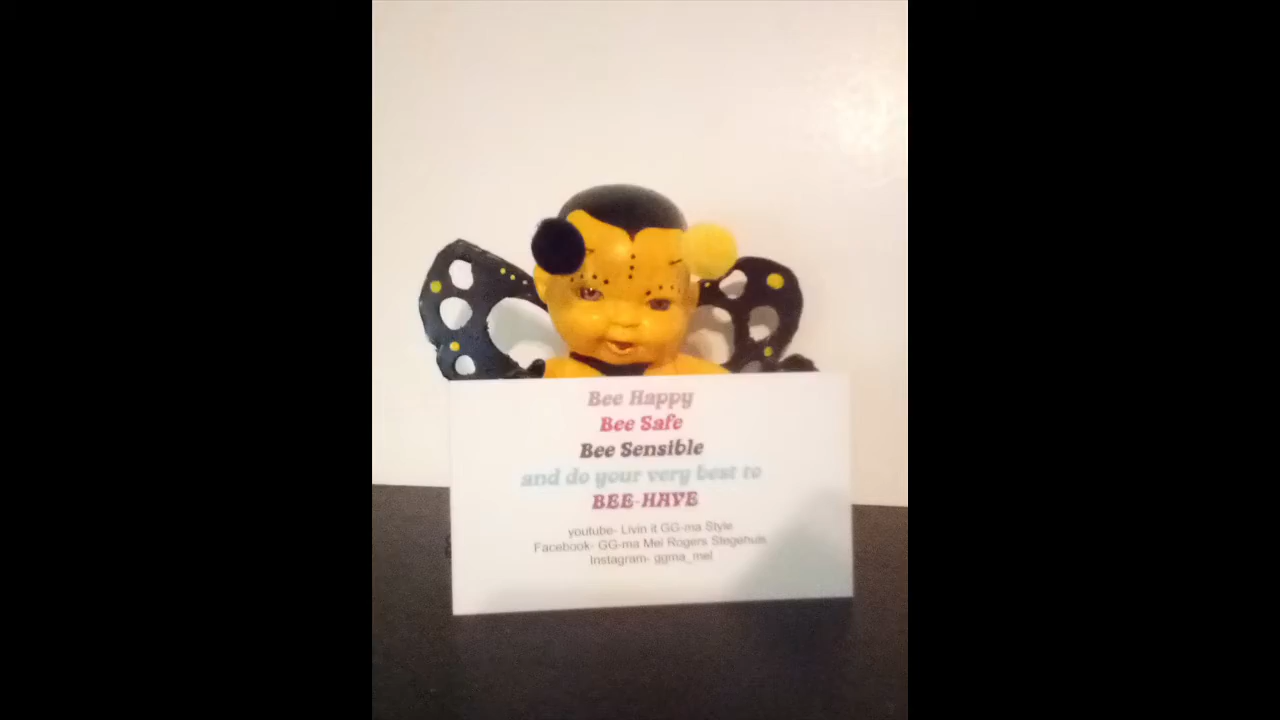 Bee Happy
Bee Safe
Bee Sensible
and do your very best to
BEE-HAVE
youtube- Livin it GG-ma Style
Facebook- GG-ma Mel Rogers Stegehuis
Instagram- ggma_mel